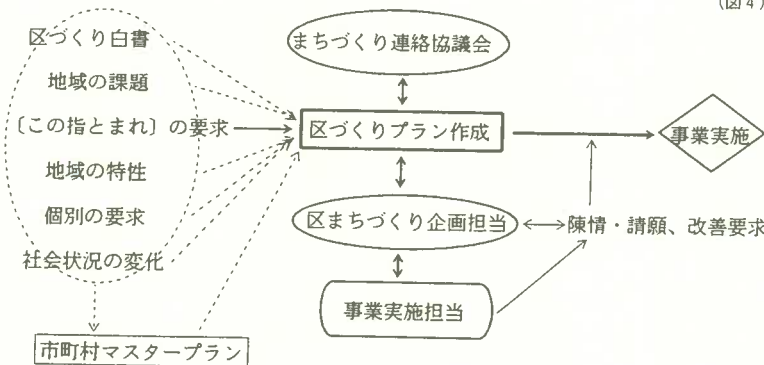 (図4)
区づくり白書
まちづくり連絡協議会
地域の課題
〔この指とまれ〕の要求
区づくりプラン作成
事業実施
地域の特性
個別の要求
区まちづくり企画担当
陳情・請願、改善要求
社会状況の変化
事業実施担当
市町村マスタープラン